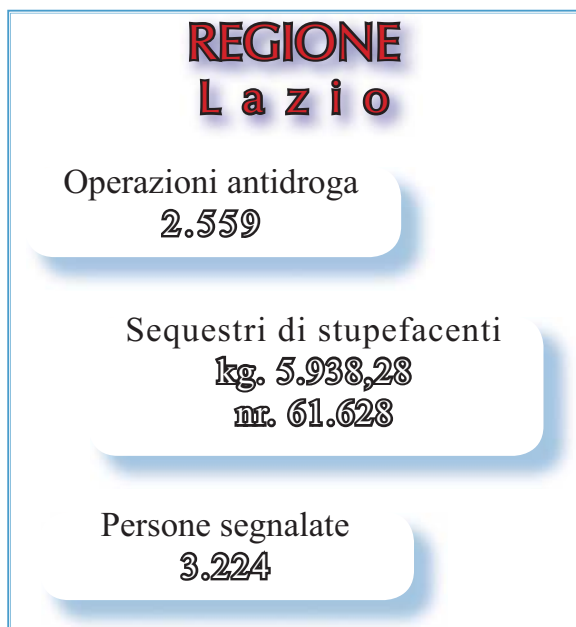 REGIONE
Lazio
Operazioni antidroga
2.559
Sequestri di stupefacenti
kg. 5.938,28
nr. 61.628
Persone segnalate
3.224